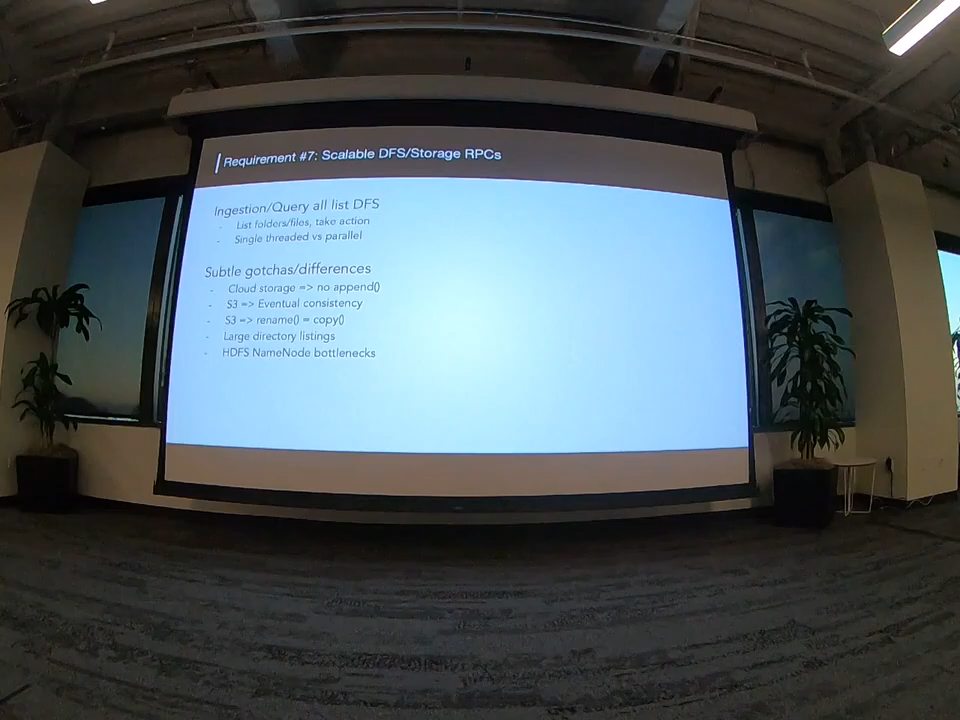 Requirement #7: Scalable DFS/Storage RPCs
Ingestion/Query all list DFS
- List folders/files, take action
- Single threaded vs parallel
Subtle gotchas/differences
- Cloud storage => no append()
- S3 => Eventual consistency
- S3 => rename() = copy()
- Large directory listings
- HDFS NameNode bottlenecks